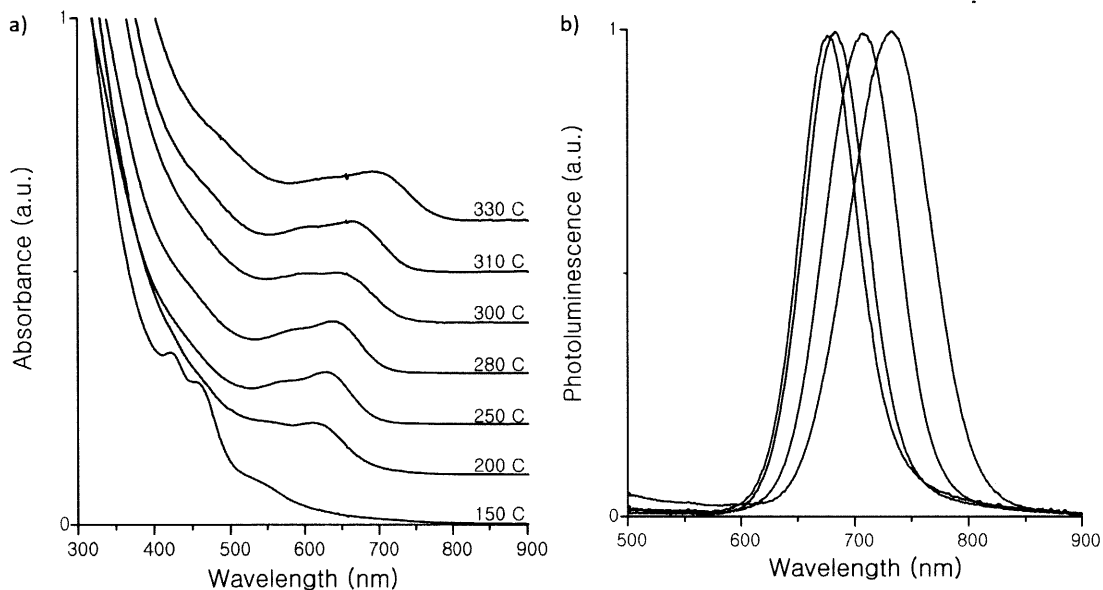 a)
1
Absorbance (a.u.)
330 C
310 C
300 C
280 C
250 C
200 C
150 C
0
300 400 500 600 700 800 900
Wavelength (nm)
b)
1
Photoluminescence (a.u.)
0
500 600 700 800 900
Wavelength (nm)